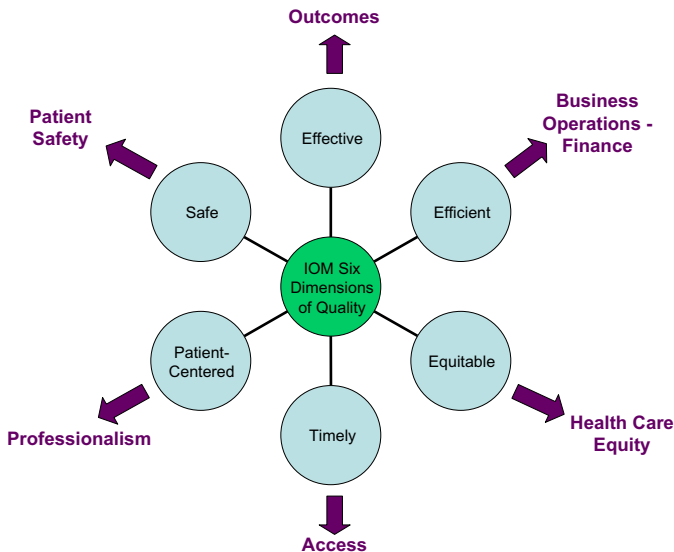 Outcomes
Business
Operations -
Finance
Patient
Safety
Effective
Safe
Efficient
IOM Six
Dimensions
of Quality
Patient-
Centered
Equitable
Timely
Professionalism
Health Care
Equity
Access